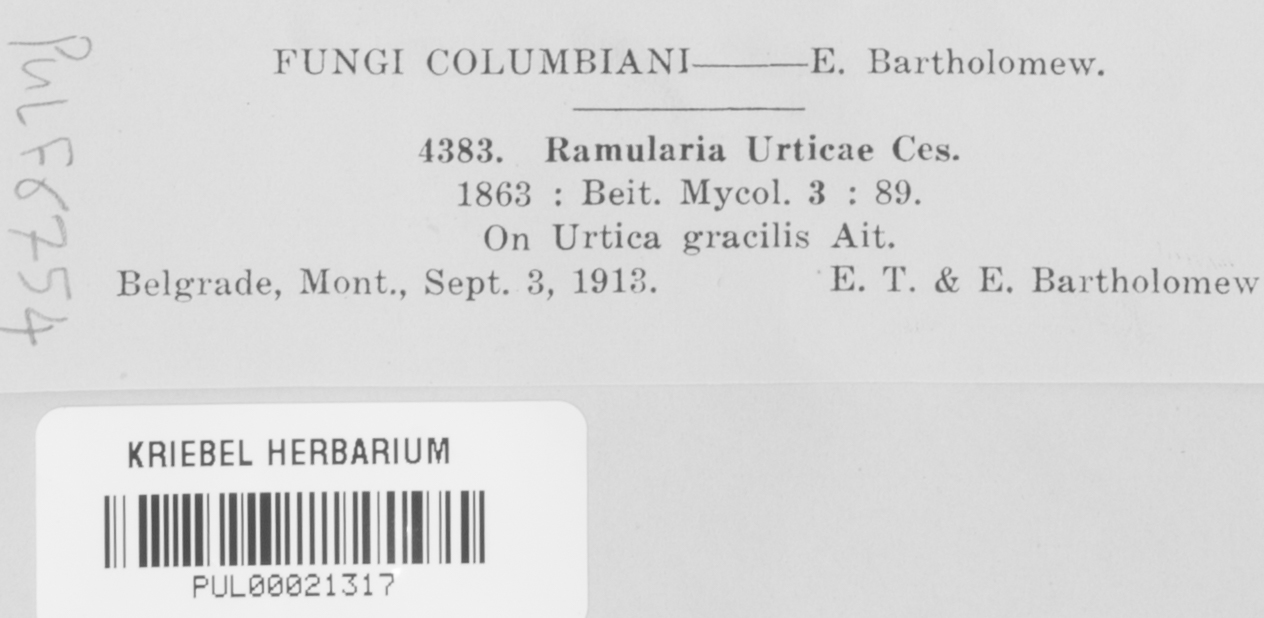 FUNGI COLUMBIANI———E. Bartholomew.
4383. Ramularia Urticae Ces.
1863 : Beit. Mycol. 3 : 89.
On Urtica gracilis Ait.
Belgrade, Mont., Sept. 3, 1913. E. T. & E. Bartholomew
PUL F6754
KRIEBEL HERBARIUM
PUL00021317